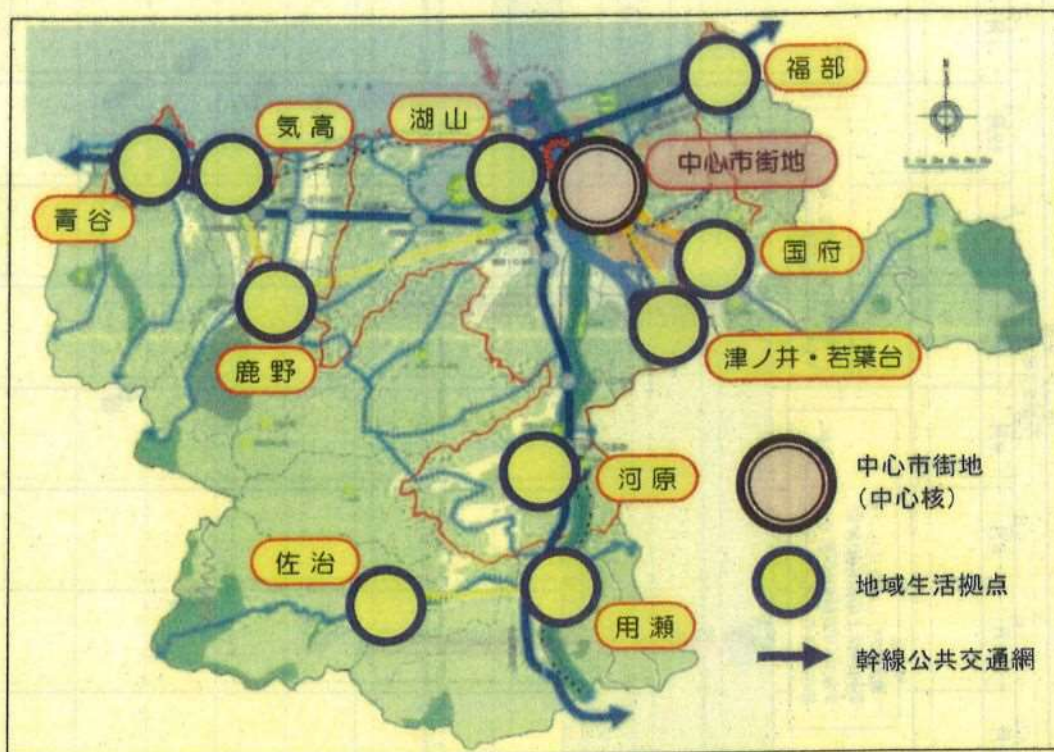 福部
気高
湖山
中心市街地
青谷
国府
鹿野
津ノ井・若葉台
河原
佐治
用瀬
中心市街地
(中心核)
地域生活拠点
幹線公共交通網